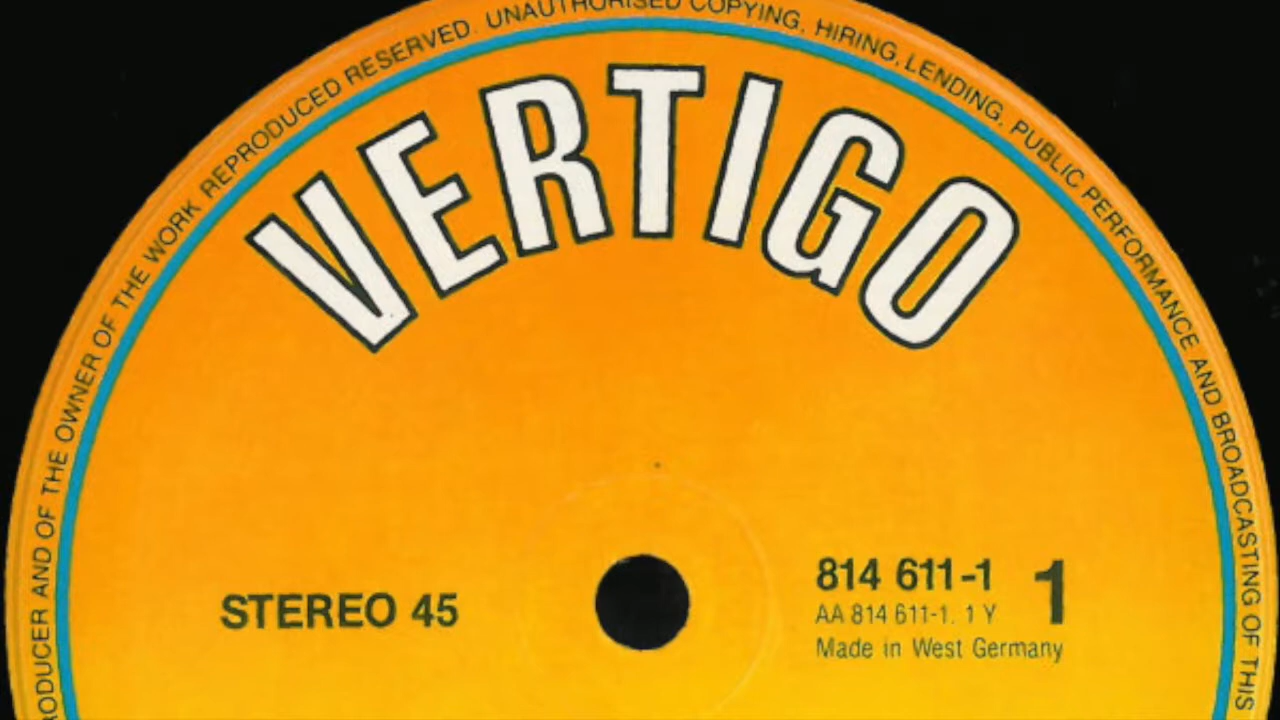 RODUCER AND OF THE OWNER OF THE WORK REPRODUCED RESERVED. UNAUTHORISED COPYING, HIRING, LENDING, PUBLIC PERFORMANCE AND BROADCASTING OF THIS
VERTIGO
STEREO 45
814 611-1 1
AA 814 611-1. 1 Y
Made in West Germany